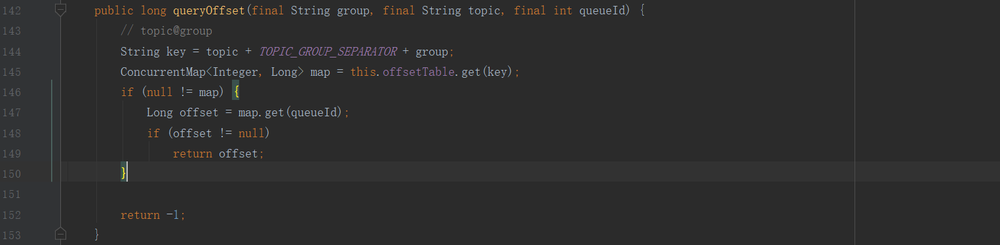 142 public long queryOffset(final String group, final String topic, final int queueId) {
143 // topic@group
144 String key = topic + TOPIC_GROUP_SEPARATOR + group;
145 ConcurrentMap<Integer, Long> map = this.offsetTable.get(key);
146 if (null != map) {
147 Long offset = map.get(queueId);
148 if (offset != null)
149 return offset;
150 }
151
152 return -1;
153 }